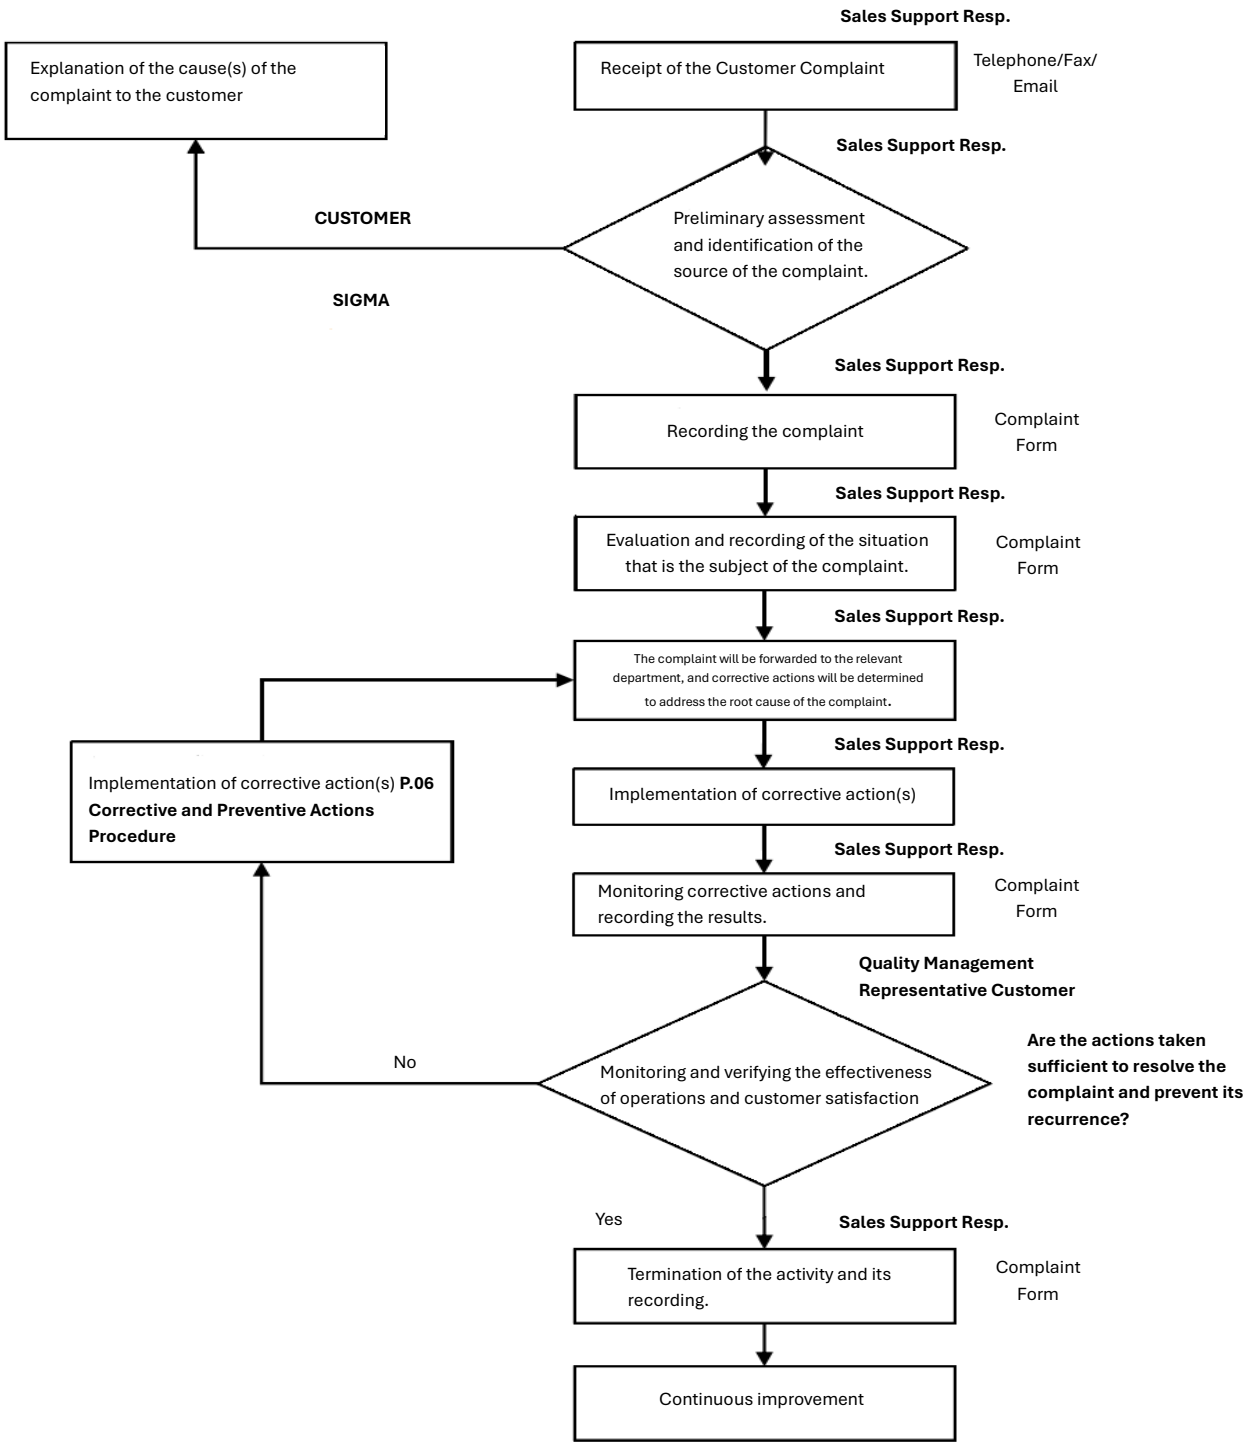 Sales Support Resp.
Explanation of the cause(s) of the
complaint to the customer
Receipt of the Customer Complaint
Telephone/Fax/
Email
Sales Support Resp.
CUSTOMER
Preliminary assessment
and identification of the
source of the complaint.
SIGMA
Sales Support Resp.
Recording the complaint
Complaint
Form
Sales Support Resp.
Evaluation and recording of the situation
that is the subject of the complaint.
Complaint
Form
Sales Support Resp.
The complaint will be forwarded to the relevant
department, and corrective actions will be determined
to address the root cause of the complaint.
Sales Support Resp.
Implementation of corrective action(s) P.06
Corrective and Preventive Actions
Procedure
Implementation of corrective action(s)
Sales Support Resp.
Monitoring corrective actions and
recording the results.
Complaint
Form
Quality Management
Representative Customer
No
Monitoring and verifying the effectiveness
of operations and customer satisfaction
Are the actions taken
sufficient to resolve the
complaint and prevent its
recurrence?
Yes
Sales Support Resp.
Termination of the activity and its
recording.
Complaint
Form
Continuous improvement